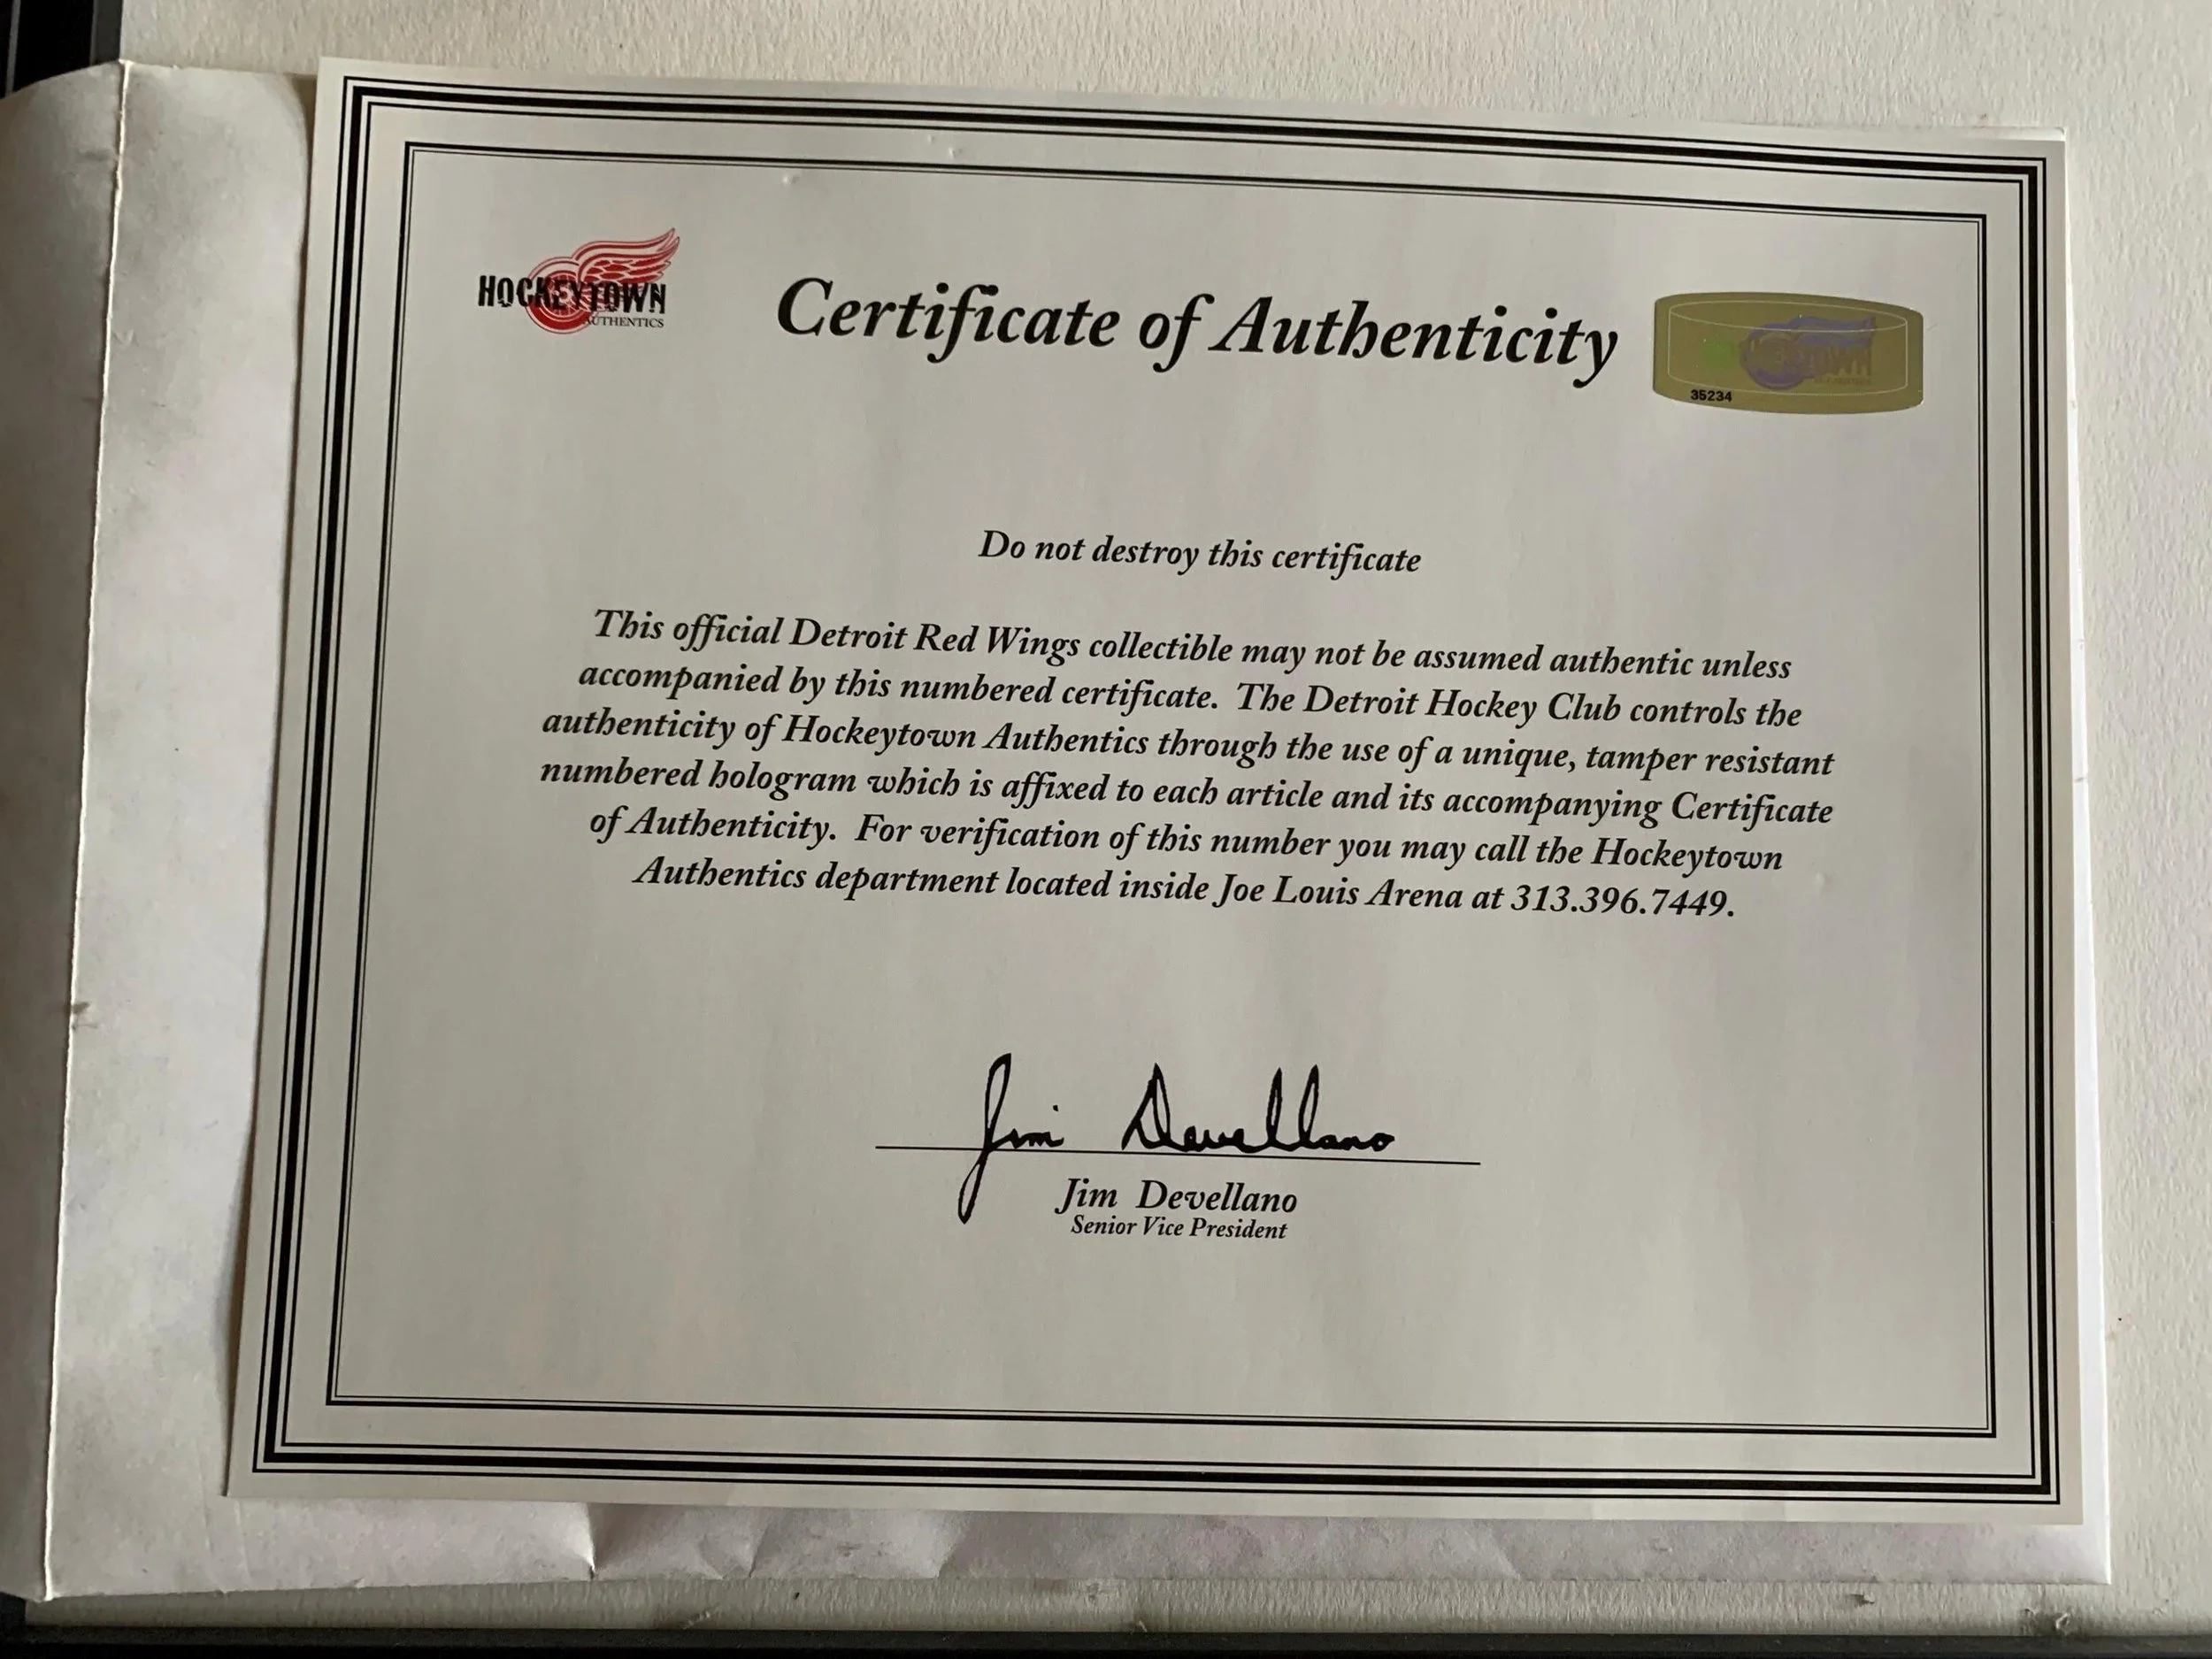 HOCKEYTOWN
AUTHENTICS
Certificate of Authenticity
35234
Do not destroy this certificate
This official Detroit Red Wings collectible may not be assumed authentic unless
accompanied by this numbered certificate. The Detroit Hockey Club controls the
authenticity of Hockeytown Authentics through the use of a unique, tamper resistant
numbered hologram which is affixed to each article and its accompanying Certificate
of Authenticity. For verification of this number you may call the Hockeytown
Authentics department located inside Joe Louis Arena at 313.396.7449.
Jim Devellano
Jim Devellano
Senior Vice President